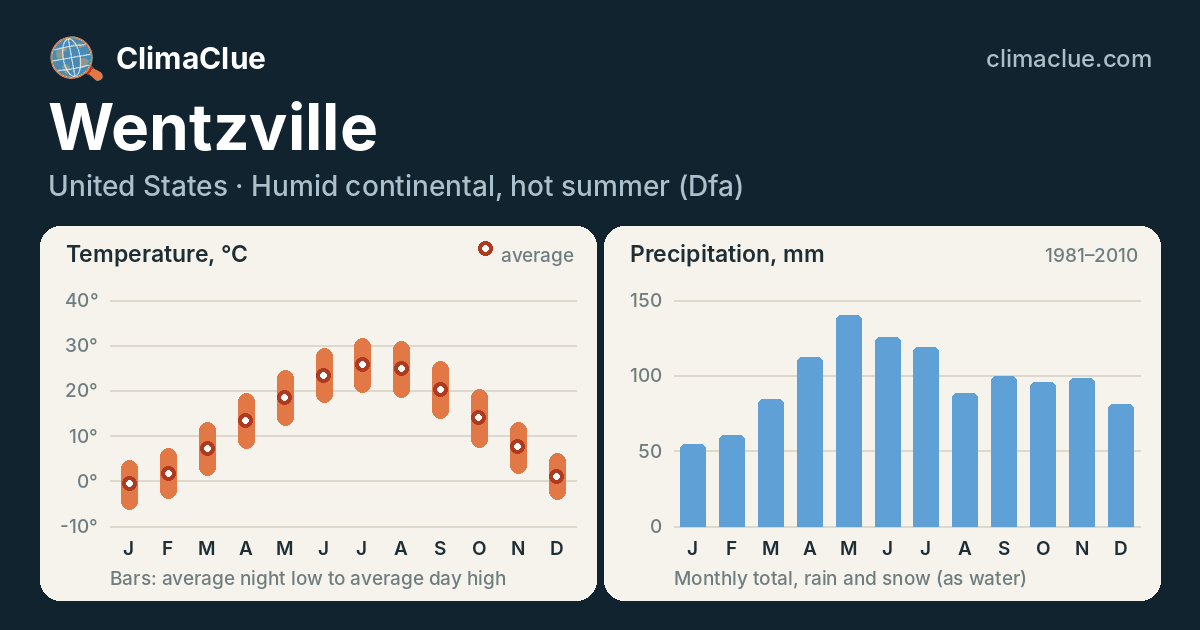 ClimaClue
climaclue.com
Wentzville
United States · Humid continental, hot summer (Dfa)
Temperature, °C
average
40°
30°
20°
10°
0°
-10°
J F M A M J J A S O N D
Bars: average night low to average day high
Precipitation, mm
1981–2010
150
100
50
0
J F M A M J J A S O N D
Monthly total, rain and snow (as water)